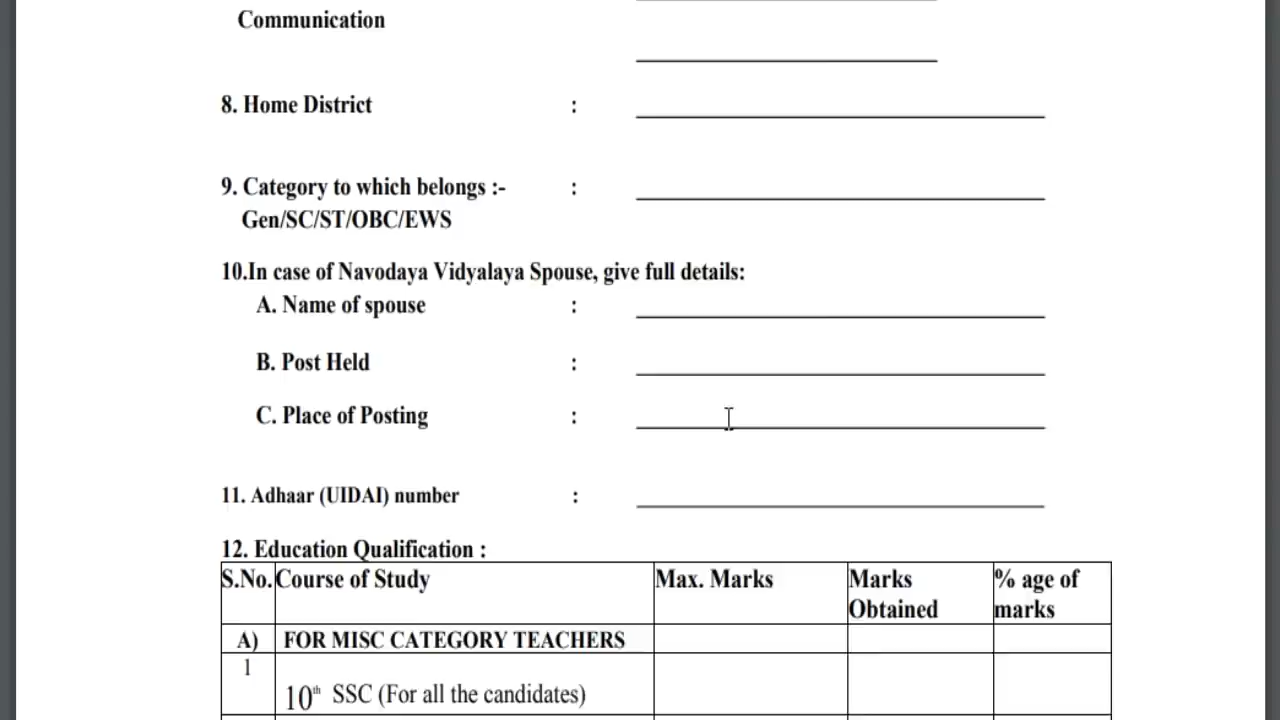 Communication
8. Home District :
9. Category to which belongs :- :
Gen/SC/ST/OBC/EWS
10.In case of Navodaya Vidyalaya Spouse, give full details:
A. Name of spouse :
B. Post Held :
C. Place of Posting :
11. Adhaar (UIDAI) number :
12. Education Qualification :
S.No. Course of Study Max. Marks Marks Obtained % age of marks
A) FOR MISC CATEGORY TEACHERS
1 10th SSC (For all the candidates)